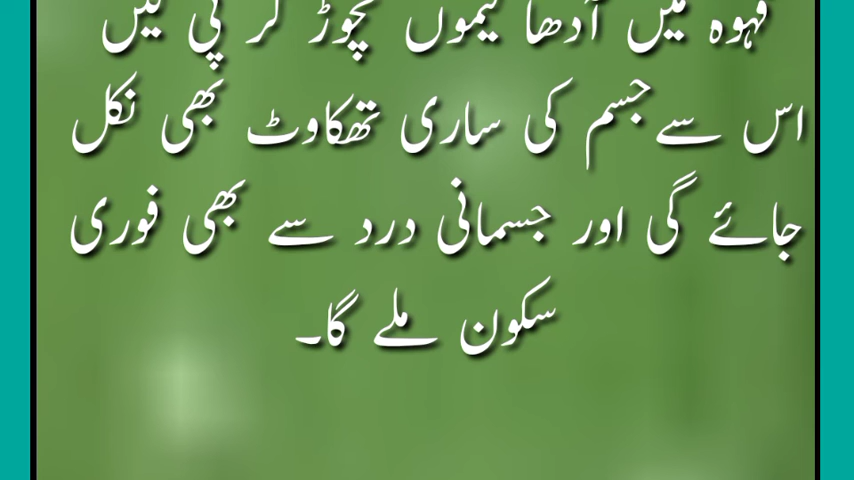 قہوہ میں آدھا لیموں نچوڑ کر پی لیں
اس سے جسم کی ساری تھکاوٹ بھی نکل
جائے گی اور جسمانی درد سے بھی فوری
سکون ملے گا۔